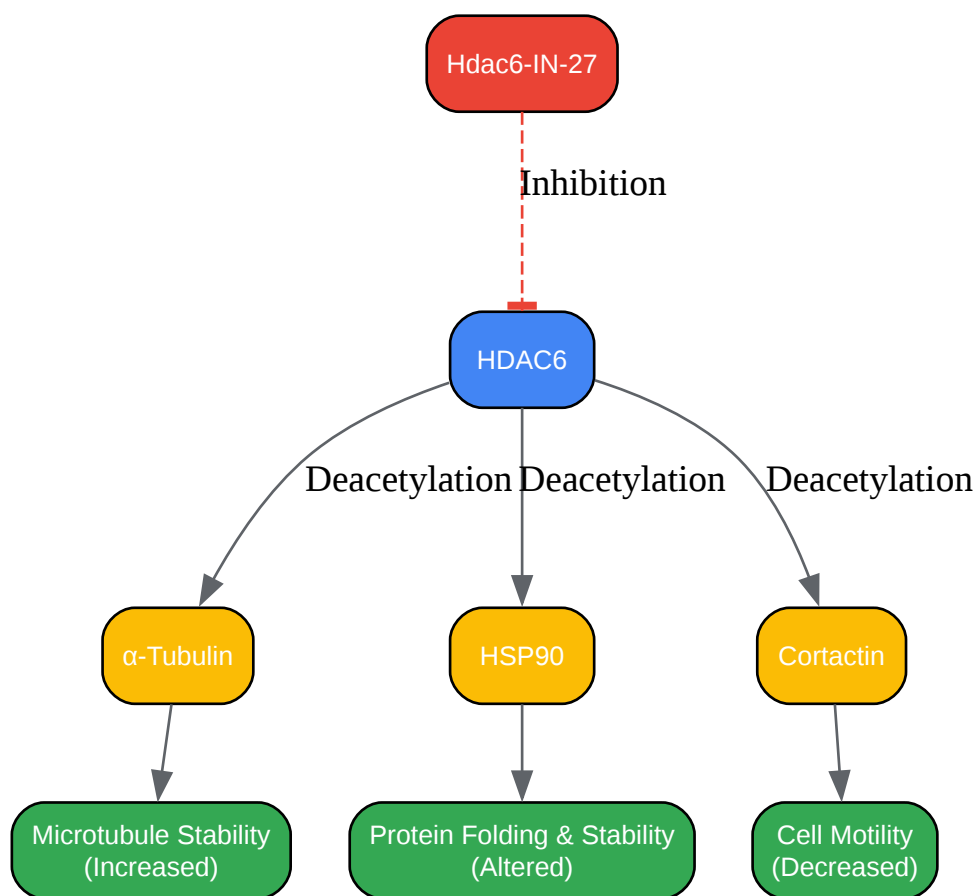 Hdac6-IN-27
Inhibition
HDAC6
Deacetylation
Deacetylation
Deacetylation
α-Tubulin
HSP90
Cortactin
Microtubule Stability
(Increased)
Protein Folding & Stability
(Altered)
Cell Motility
(Decreased)